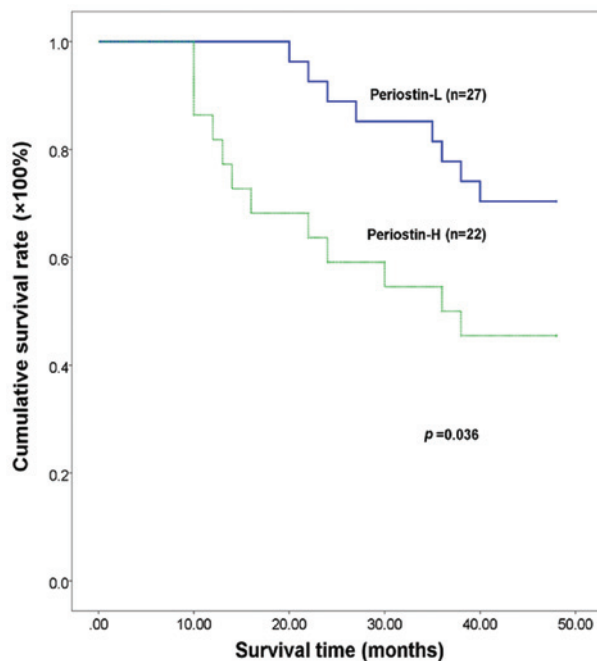 1.0
Periostin-L (n=27)
0.8
Periostin-H (n=22)
0.6
0.4
p=0.036
0.2
0.0
Cumulative survival rate (×100%)
.00 10.00 20.00 30.00 40.00 50.00
Survival time (months)